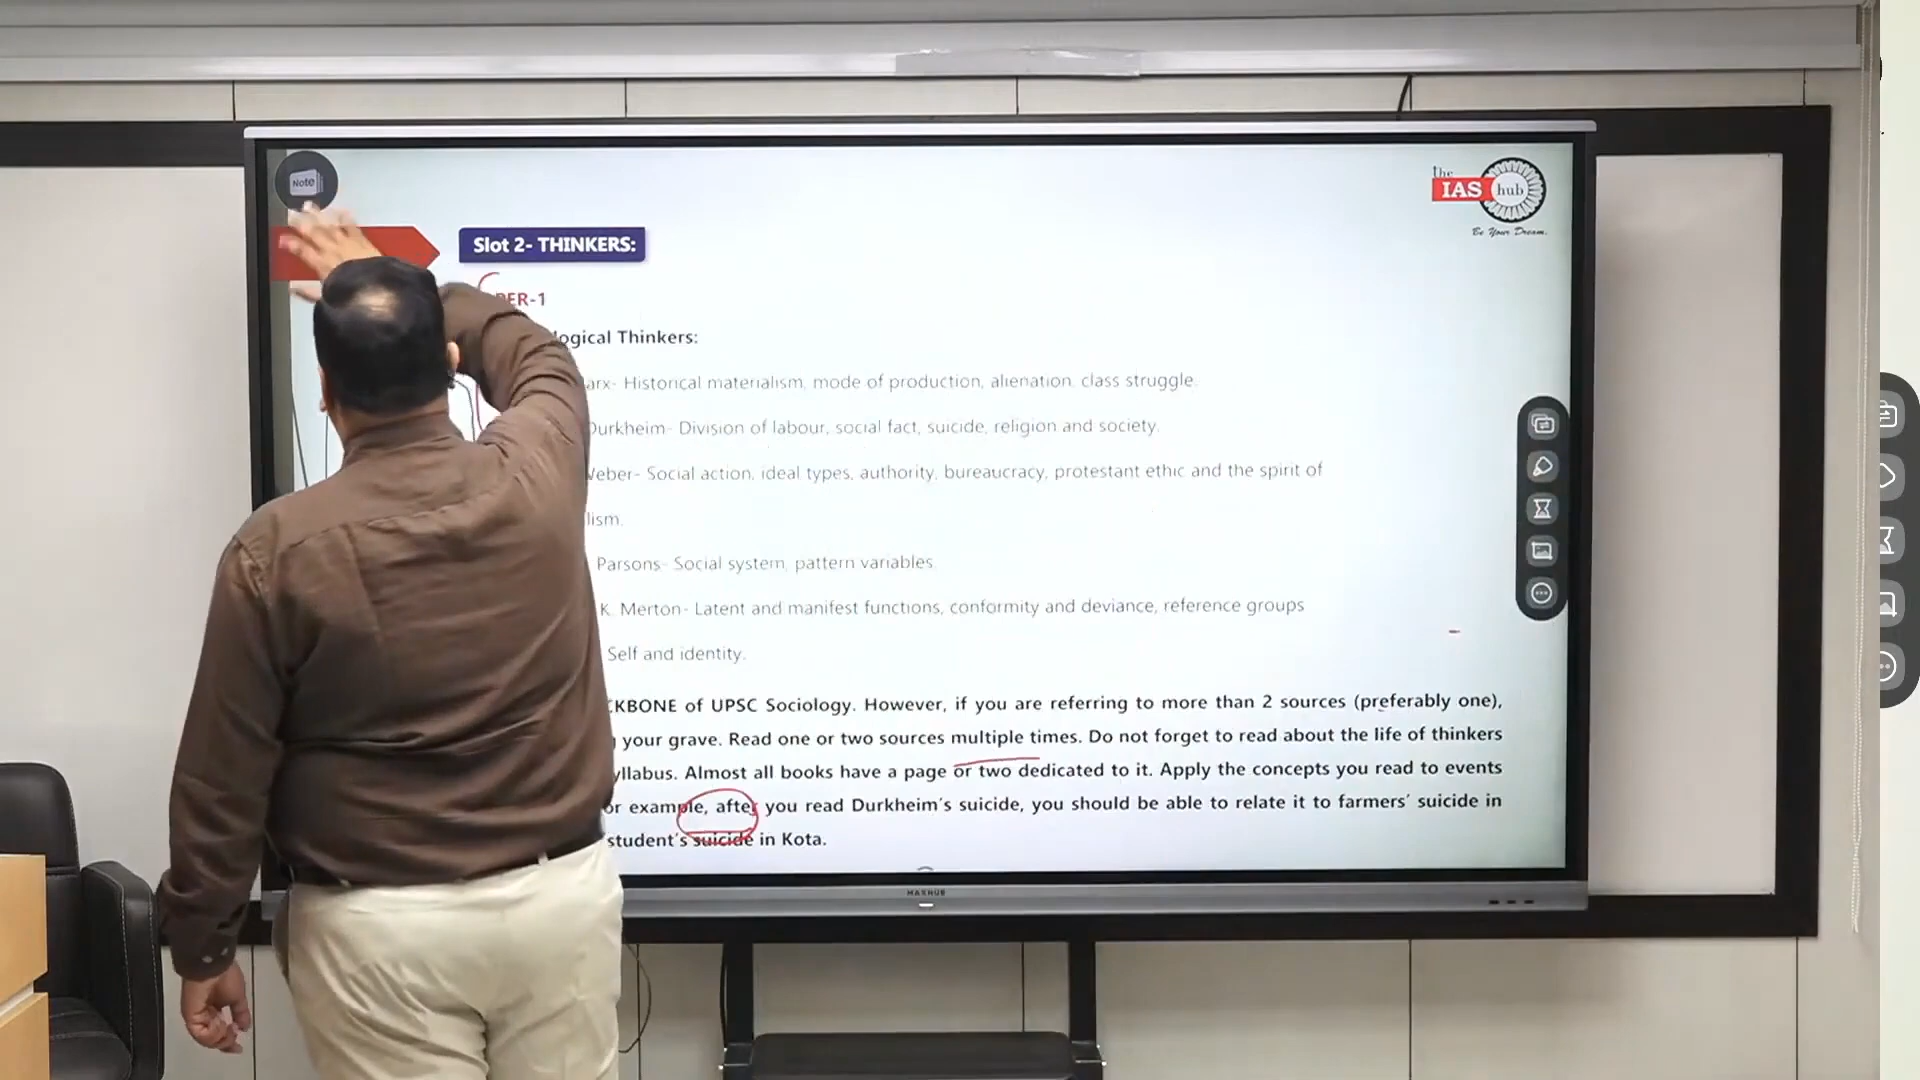 Note
the
IAS hub
Be Your Dream.
Slot 2- THINKERS:
PER-1
logical Thinkers:
arx- Historical materialism, mode of production, alienation, class struggle.
Durkheim- Division of labour, social fact, suicide, religion and society.
Weber- Social action, ideal types, authority, bureaucracy, protestant ethic and the spirit of
lism.
Parsons- Social system, pattern variables
K. Merton- Latent and manifest functions, conformity and deviance, reference groups
Self and identity.
CKBONE of UPSC Sociology. However, if you are referring to more than 2 sources (preferably one),
your grave. Read one or two sources multiple times. Do not forget to read about the life of thinkers
yllabus. Almost all books have a page or two dedicated to it. Apply the concepts you read to events
or example, after you read Durkheim's suicide, you should be able to relate it to farmers' suicide in
student's suicide in Kota.
MAXHUB